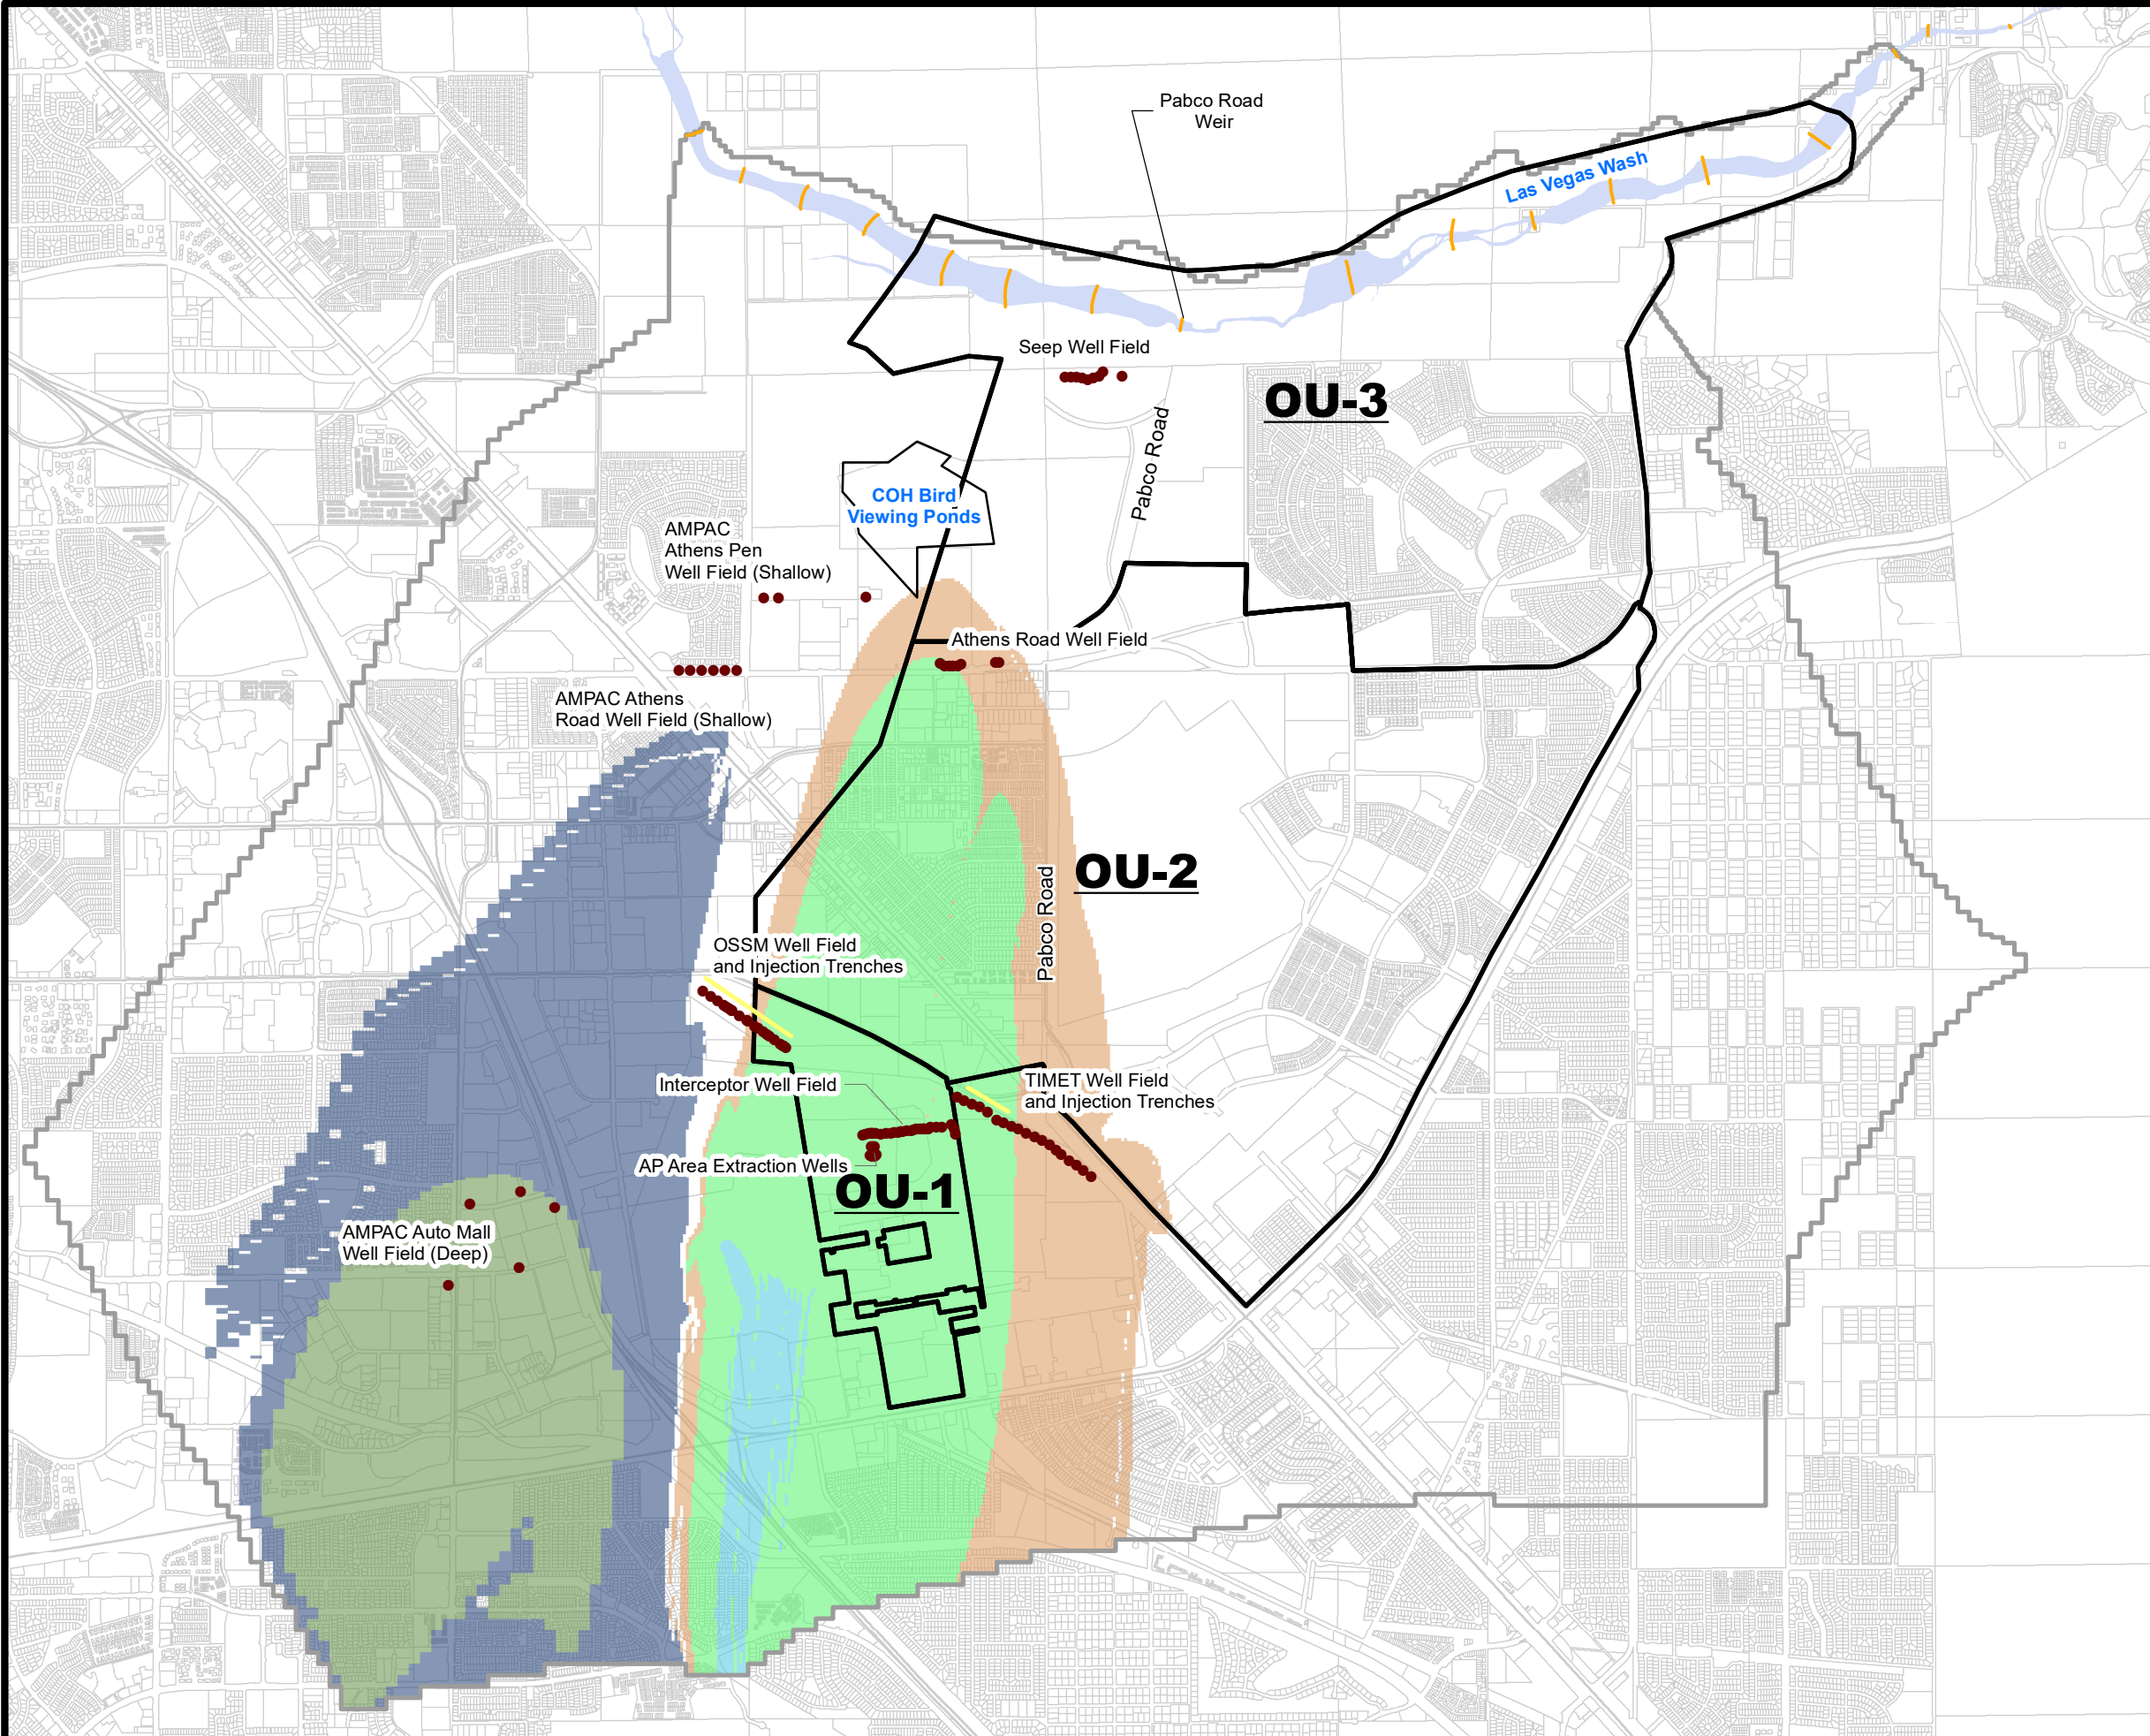 Pabco Road
Weir
Las Vegas Wash
Seep Well Field
OU-3
Pabco Road
COH Bird
Viewing Ponds
AMPAC
Athens Pen
Well Field (Shallow)
Athens Road Well Field
AMPAC Athens
Road Well Field (Shallow)
OU-2
Pabco Road
OSSM Well Field
and Injection Trenches
Interceptor Well Field
TIMET Well Field
and Injection Trenches
AP Area Extraction Wells
OU-1
AMPAC Auto Mall
Well Field (Deep)